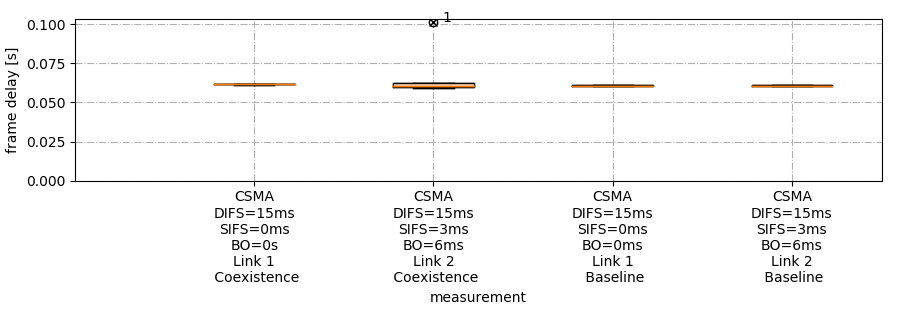 frame delay [s]
0.100
0.075
0.050
0.025
0.000
1
CSMA
DIFS=15ms
SIFS=0ms
BO=0s
Link 1
Coexistence
CSMA
DIFS=15ms
SIFS=3ms
BO=6ms
Link 2
Coexistence
CSMA
DIFS=15ms
SIFS=0ms
BO=0ms
Link 1
Baseline
CSMA
DIFS=15ms
SIFS=3ms
BO=6ms
Link 2
Baseline
measurement